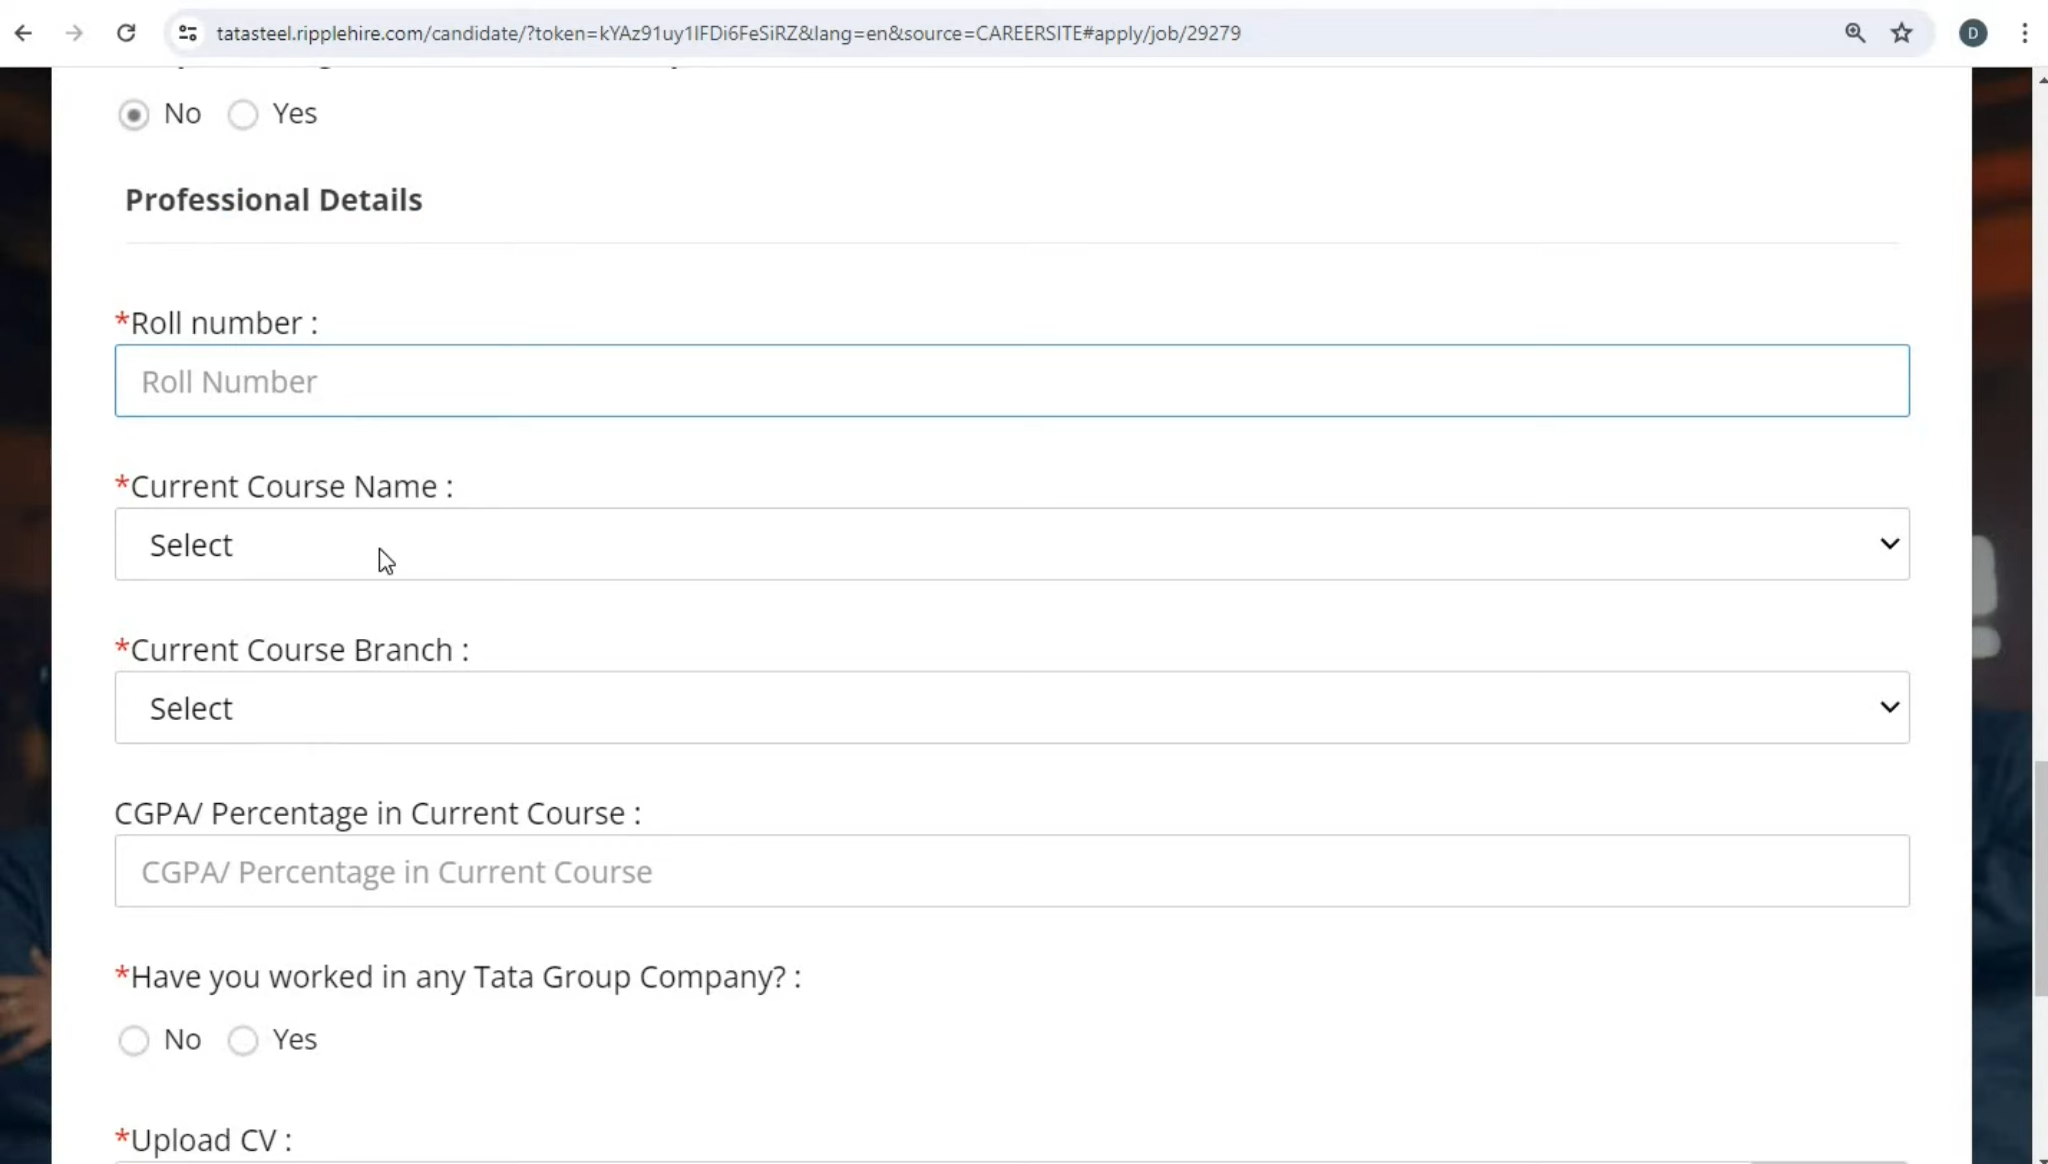 tatasteel.ripplehire.com/candidate/?token=kYAz91uy1IFDi6FeSiRZ&lang=en&source=CAREERSITE#apply/job/29279
D
No Yes
Professional Details
*Roll number :
Roll Number
*Current Course Name :
Select
*Current Course Branch :
Select
CGPA/ Percentage in Current Course :
CGPA/ Percentage in Current Course
*Have you worked in any Tata Group Company? :
No Yes
*Upload CV :